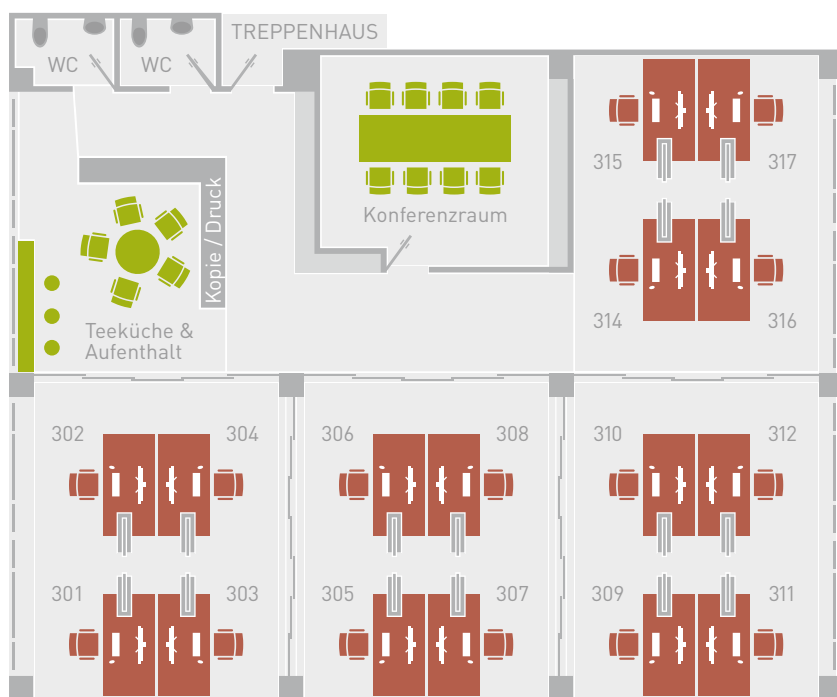 TREPPENHAUS
WC
WC
315
317
Konferenzraum
Kopie / Druck
314
316
Teeküche &
Aufenthalt
302
304
306
308
310
312
301
303
305
307
309
311